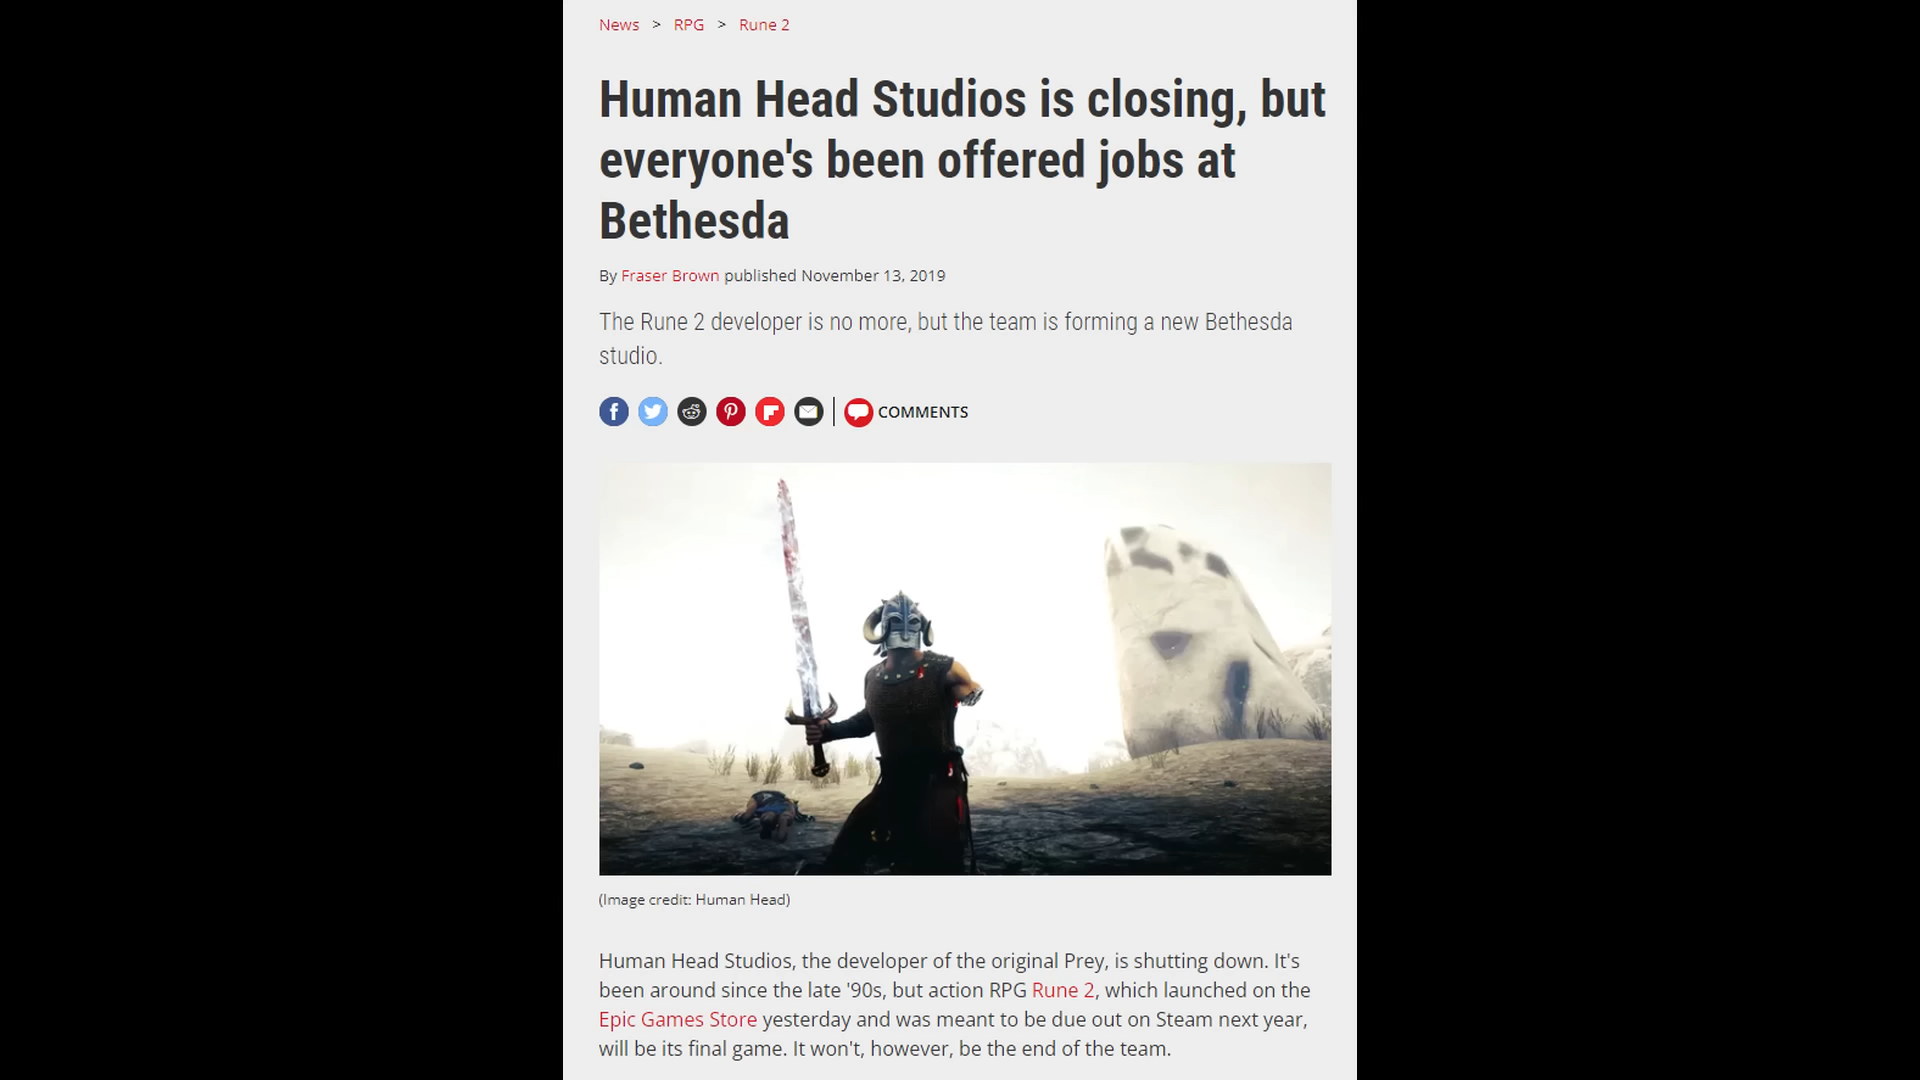 News > RPG > Rune 2
Human Head Studios is closing, but
everyone's been offered jobs at
Bethesda
By Fraser Brown published November 13, 2019
The Rune 2 developer is no more, but the team is forming a new Bethesda
studio.
COMMENTS
(Image credit: Human Head)
Human Head Studios, the developer of the original Prey, is shutting down. It's
been around since the late '90s, but action RPG Rune 2, which launched on the
Epic Games Store yesterday and was meant to be due out on Steam next year,
will be its final game. It won't, however, be the end of the team.